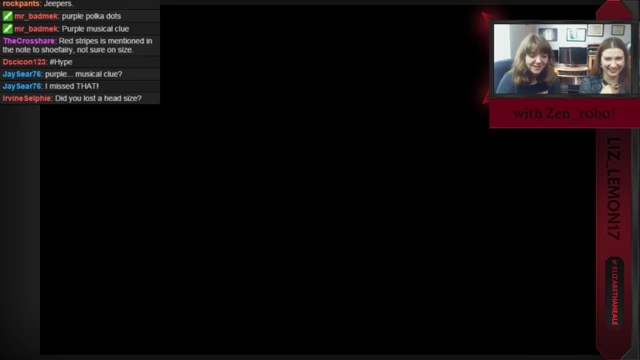 rockpants: Jeepers.
mr_badmek: purple polka dots
mr_badmek: Purple musical clue
TheCrosshare: Red stripes is mentioned in
the note to shoefairy, not sure on size.
Dscicon123: #Hype
JaySear76: purple... musical clue?
JaySear76: I missed THAT!
IrvineSelphie: Did you lost a head size?
with Zen_robo!
LIZ_LEMON17